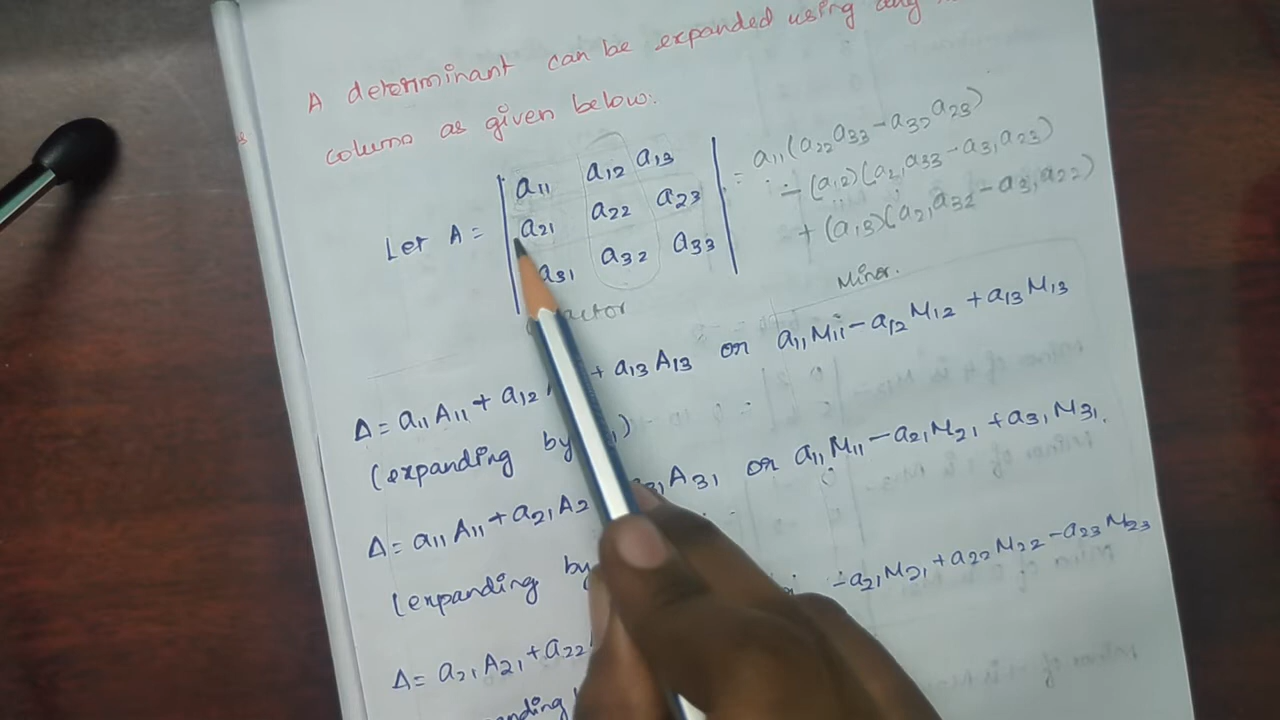 A determinant can be expanded using any
column as given below:
Let A = | a11 a12 a13 | = a11(a22a33 - a32a23)
| a21 a22 a23 | - (a12)(a21a33 - a31a23)
| a31 a32 a33 | + (a13)(a21a32 - a31a22)
Minor.
Δ = a11A11 + a12 + a13A13 or a11M11 - a12M12 + a13M13
(expanding by )
Δ = a11A11 + a21A2 a31A31 or a11M11 - a21M21 + a31M31.
(expanding by - a21M21 + a22M22 - a23M23
Δ = a21A21 + a22